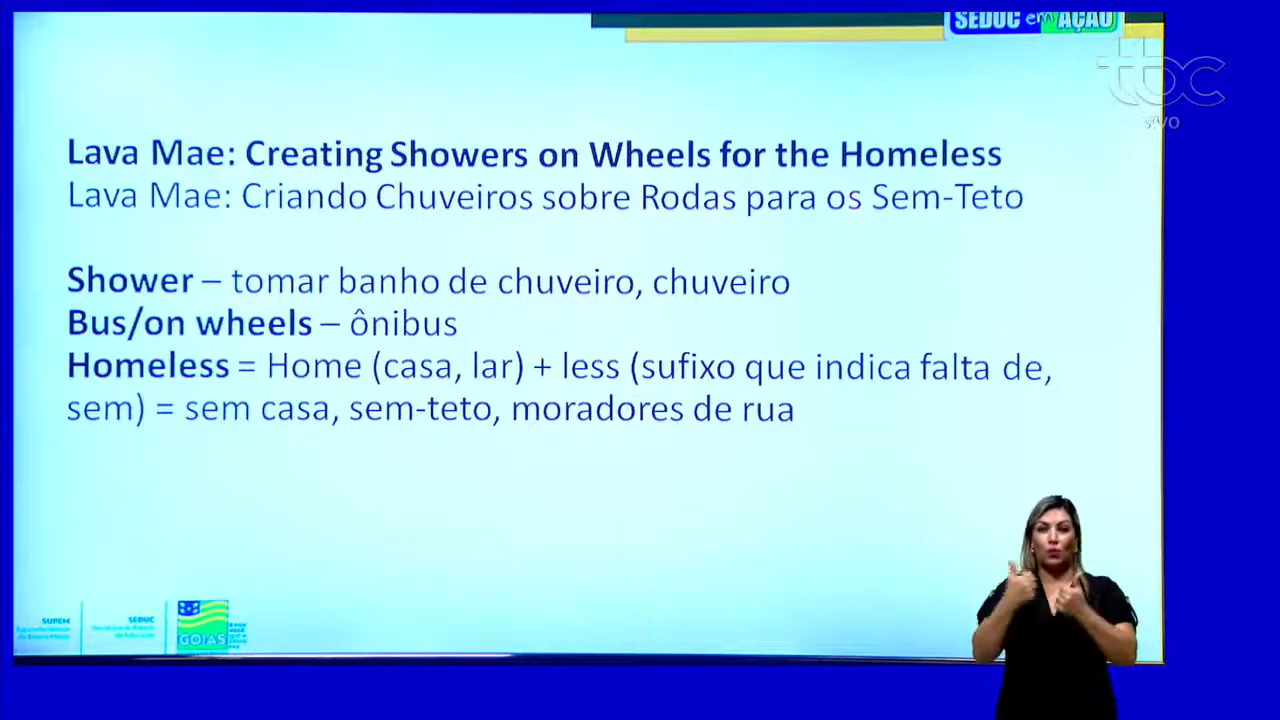 SEDUC em AÇÃO
tbc
vivo
Lava Mae: Creating Showers on Wheels for the Homeless
Lava Mae: Criando Chuveiros sobre Rodas para os Sem-Teto
Shower – tomar banho de chuveiro, chuveiro
Bus/on wheels – ônibus
Homeless = Home (casa, lar) + less (sufixo que indica falta de,
sem) = sem casa, sem-teto, moradores de rua
SUPEM
SEDUC
GOIÁS